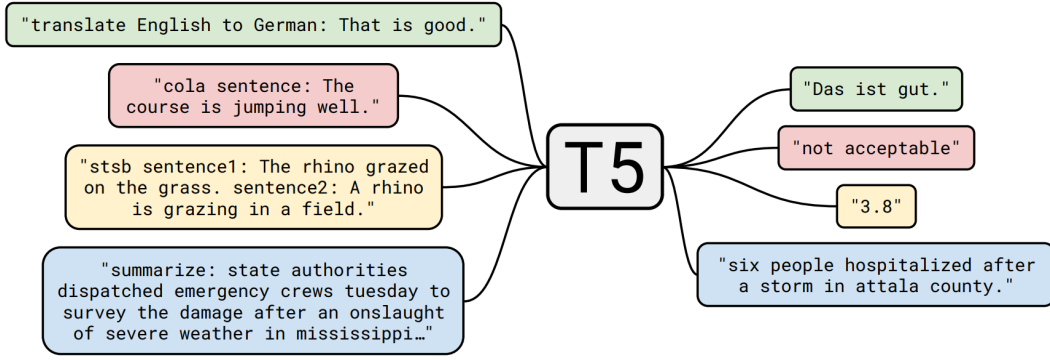 "translate English to German: That is good."
"cola sentence: The
course is jumping well."
"stsb sentence1: The rhino grazed
on the grass. sentence2: A rhino
is grazing in a field."
"summarize: state authorities
dispatched emergency crews tuesday to
survey the damage after an onslaught
of severe weather in mississippi…"
T5
"Das ist gut."
"not acceptable"
"3.8"
"six people hospitalized after
a storm in attala county."